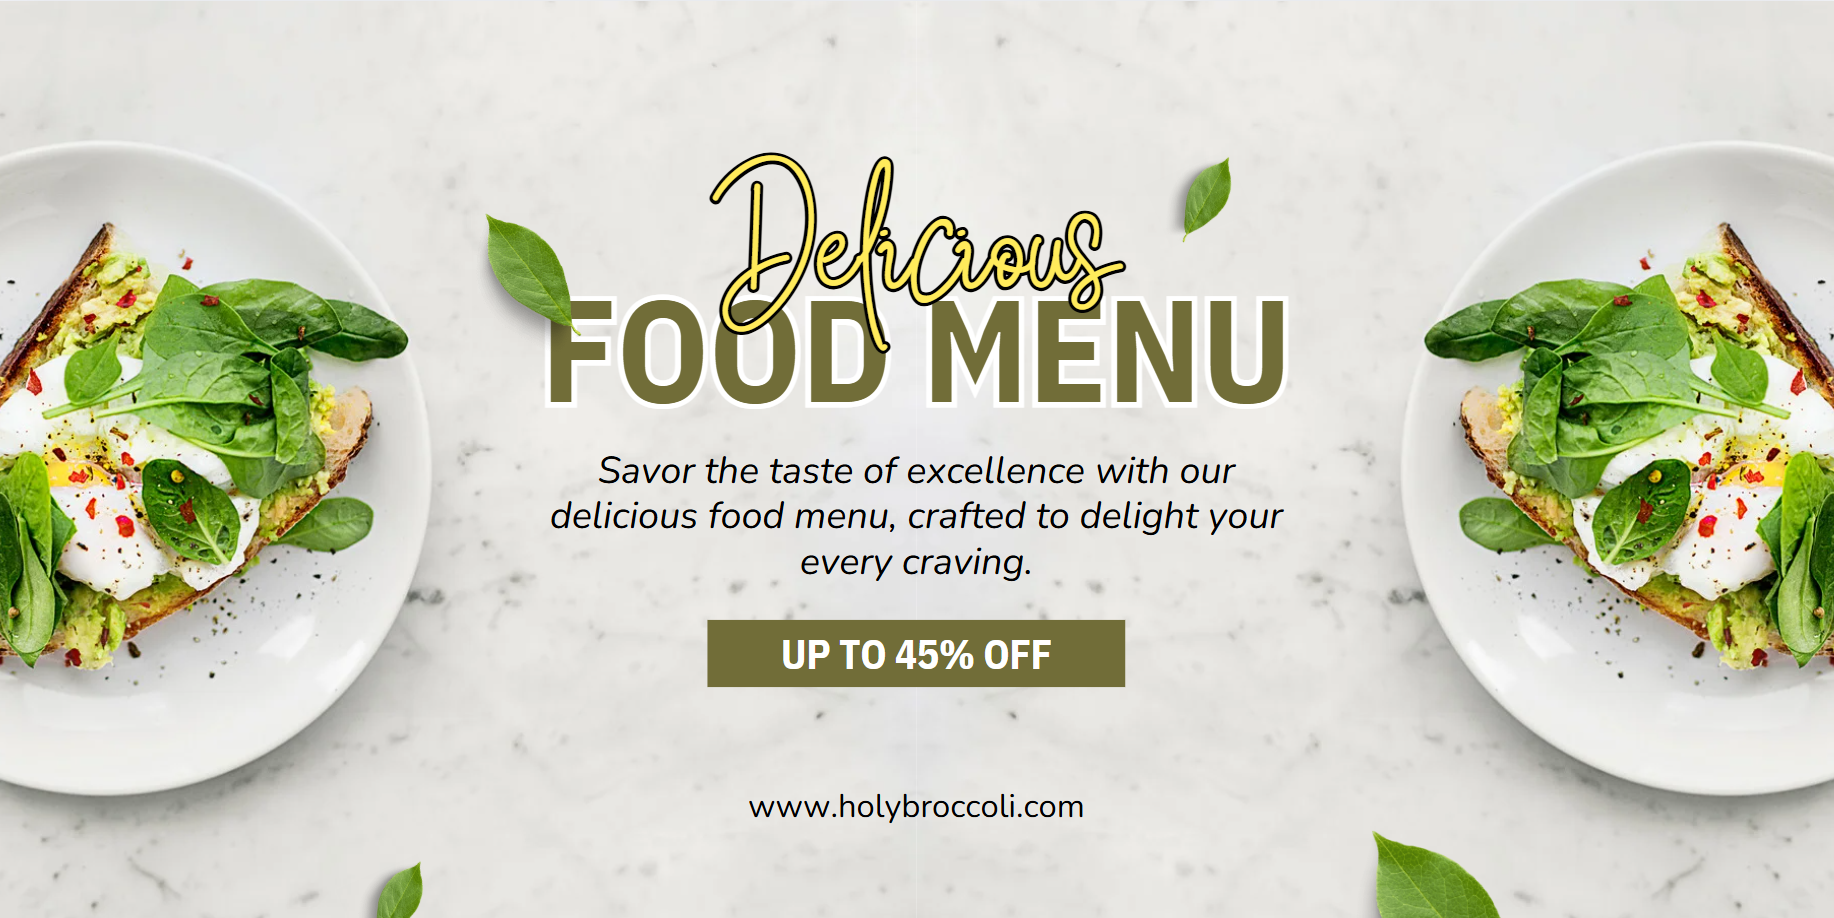 Delicious
FOOD MENU
Savor the taste of excellence with our
delicious food menu, crafted to delight your
every craving.
UP TO 45% OFF
www.holybroccoli.com